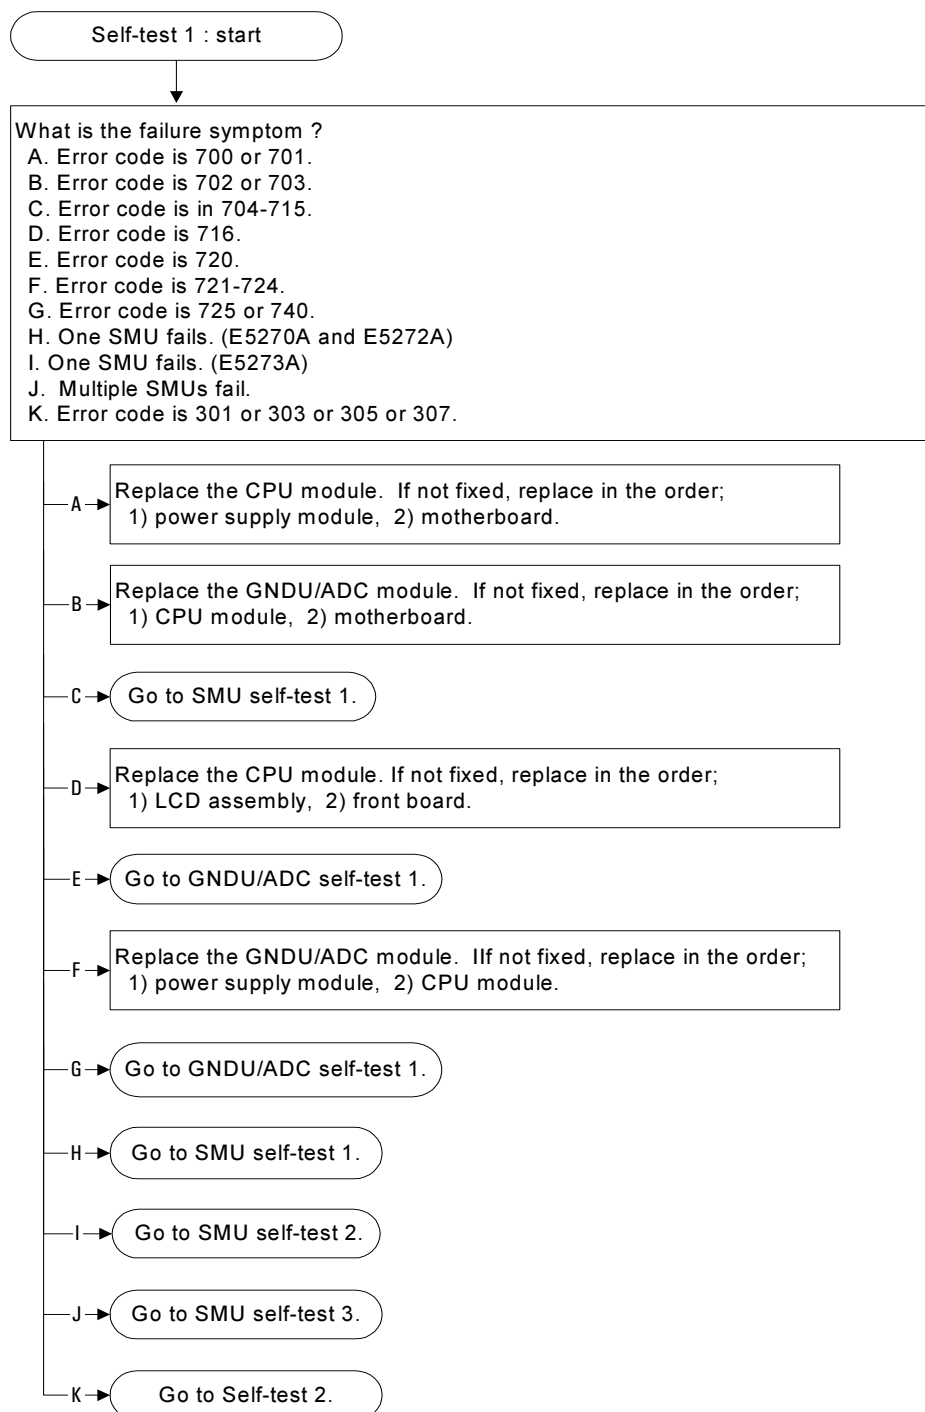 Self-test 1 : start
What is the failure symptom ?
A. Error code is 700 or 701.
B. Error code is 702 or 703.
C. Error code is in 704-715.
D. Error code is 716.
E. Error code is 720.
F. Error code is 721-724.
G. Error code is 725 or 740.
H. One SMU fails. (E5270A and E5272A)
I. One SMU fails. (E5273A)
J. Multiple SMUs fail.
K. Error code is 301 or 303 or 305 or 307.
A
Replace the CPU module. If not fixed, replace in the order;
1) power supply module, 2) motherboard.
B
Replace the GNDU/ADC module. If not fixed, replace in the order;
1) CPU module, 2) motherboard.
C
Go to SMU self-test 1.
D
Replace the CPU module. If not fixed, replace in the order;
1) LCD assembly, 2) front board.
E
Go to GNDU/ADC self-test 1.
F
Replace the GNDU/ADC module. IIf not fixed, replace in the order;
1) power supply module, 2) CPU module.
G
Go to GNDU/ADC self-test 1.
H
Go to SMU self-test 1.
I
Go to SMU self-test 2.
J
Go to SMU self-test 3.
K
Go to Self-test 2.